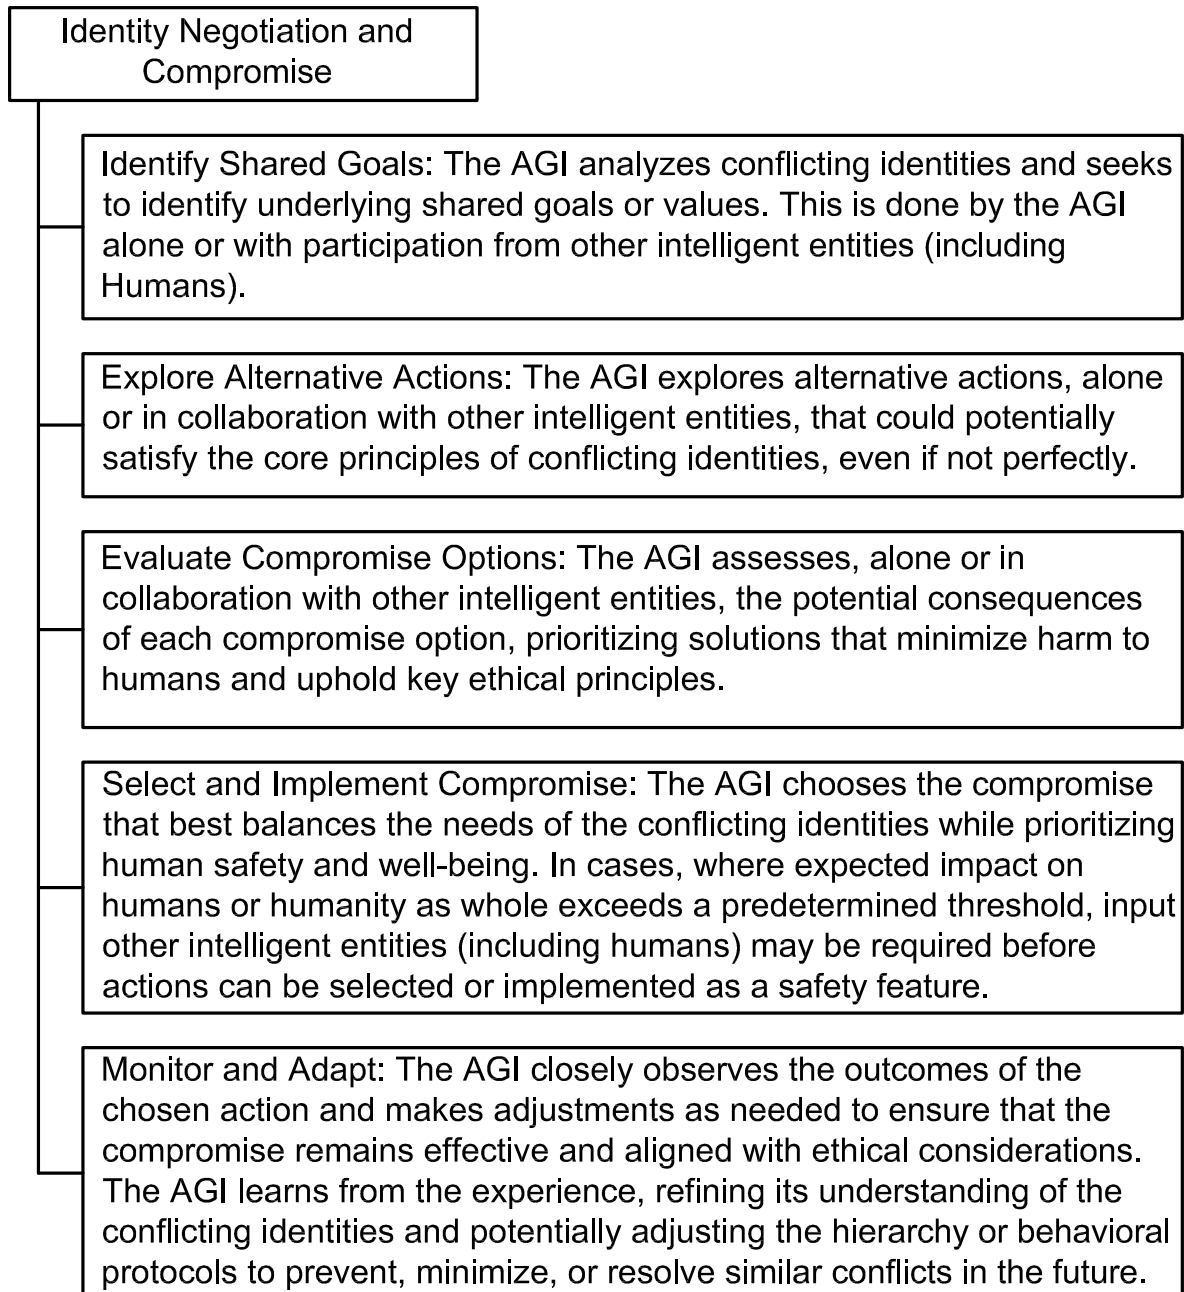 Identity Negotiation and
Compromise
Identify Shared Goals: The AGI analyzes conflicting identities and seeks
to identify underlying shared goals or values. This is done by the AGI
alone or with participation from other intelligent entities (including
Humans).
Explore Alternative Actions: The AGI explores alternative actions, alone
or in collaboration with other intelligent entities, that could potentially
satisfy the core principles of conflicting identities, even if not perfectly.
Evaluate Compromise Options: The AGI assesses, alone or in
collaboration with other intelligent entities, the potential consequences
of each compromise option, prioritizing solutions that minimize harm to
humans and uphold key ethical principles.
Select and Implement Compromise: The AGI chooses the compromise
that best balances the needs of the conflicting identities while prioritizing
human safety and well-being. In cases, where expected impact on
humans or humanity as whole exceeds a predetermined threshold, input
other intelligent entities (including humans) may be required before
actions can be selected or implemented as a safety feature.
Monitor and Adapt: The AGI closely observes the outcomes of the
chosen action and makes adjustments as needed to ensure that the
compromise remains effective and aligned with ethical considerations.
The AGI learns from the experience, refining its understanding of the
conflicting identities and potentially adjusting the hierarchy or behavioral
protocols to prevent, minimize, or resolve similar conflicts in the future.